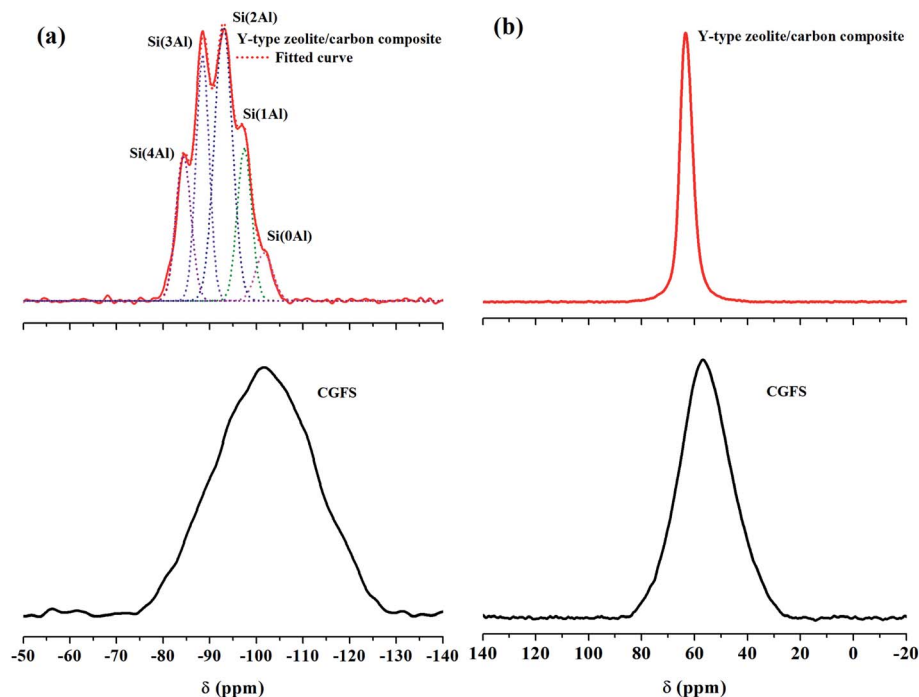 (a)
Si(2Al)
Si(3Al)
Y-type zeolite/carbon composite
Fitted curve
Si(1Al)
Si(4Al)
Si(0Al)
CGFS
-50 -60 -70 -80 -90 -100 -110 -120 -130 -140
δ (ppm)
(b)
Y-type zeolite/carbon composite
CGFS
140 120 100 80 60 40 20 0 -20
δ (ppm)